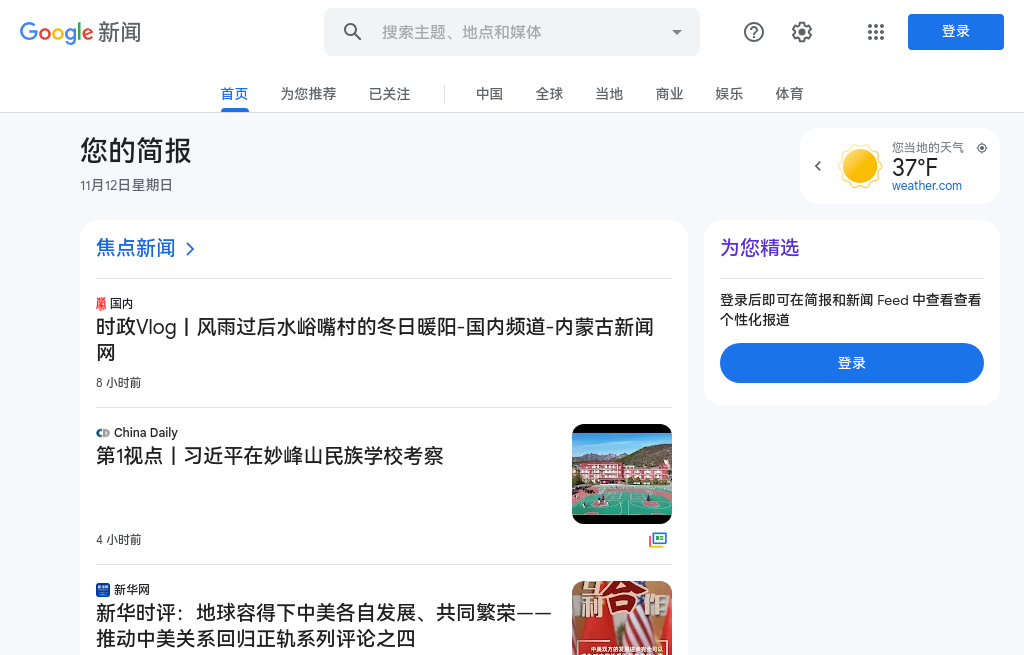 Google 新闻
搜索主题、地点和媒体
登录
首页
为您推荐
已关注
中国
全球
当地
商业
娱乐
体育
您的简报
11月12日星期日
您当地的天气
37°F
weather.com
焦点新闻
国内
时政Vlog丨风雨过后水峪嘴村的冬日暖阳-国内频道-内蒙古新闻
网
8 小时前
China Daily
第1视点丨习近平在妙峰山民族学校考察
4 小时前
新华网
新华时评：地球容得下中美各自发展、共同繁荣——
推动中美关系回归正轨系列评论之四
合作
为您精选
登录后即可在简报和新闻 Feed 中查看查看
个性化报道
登录